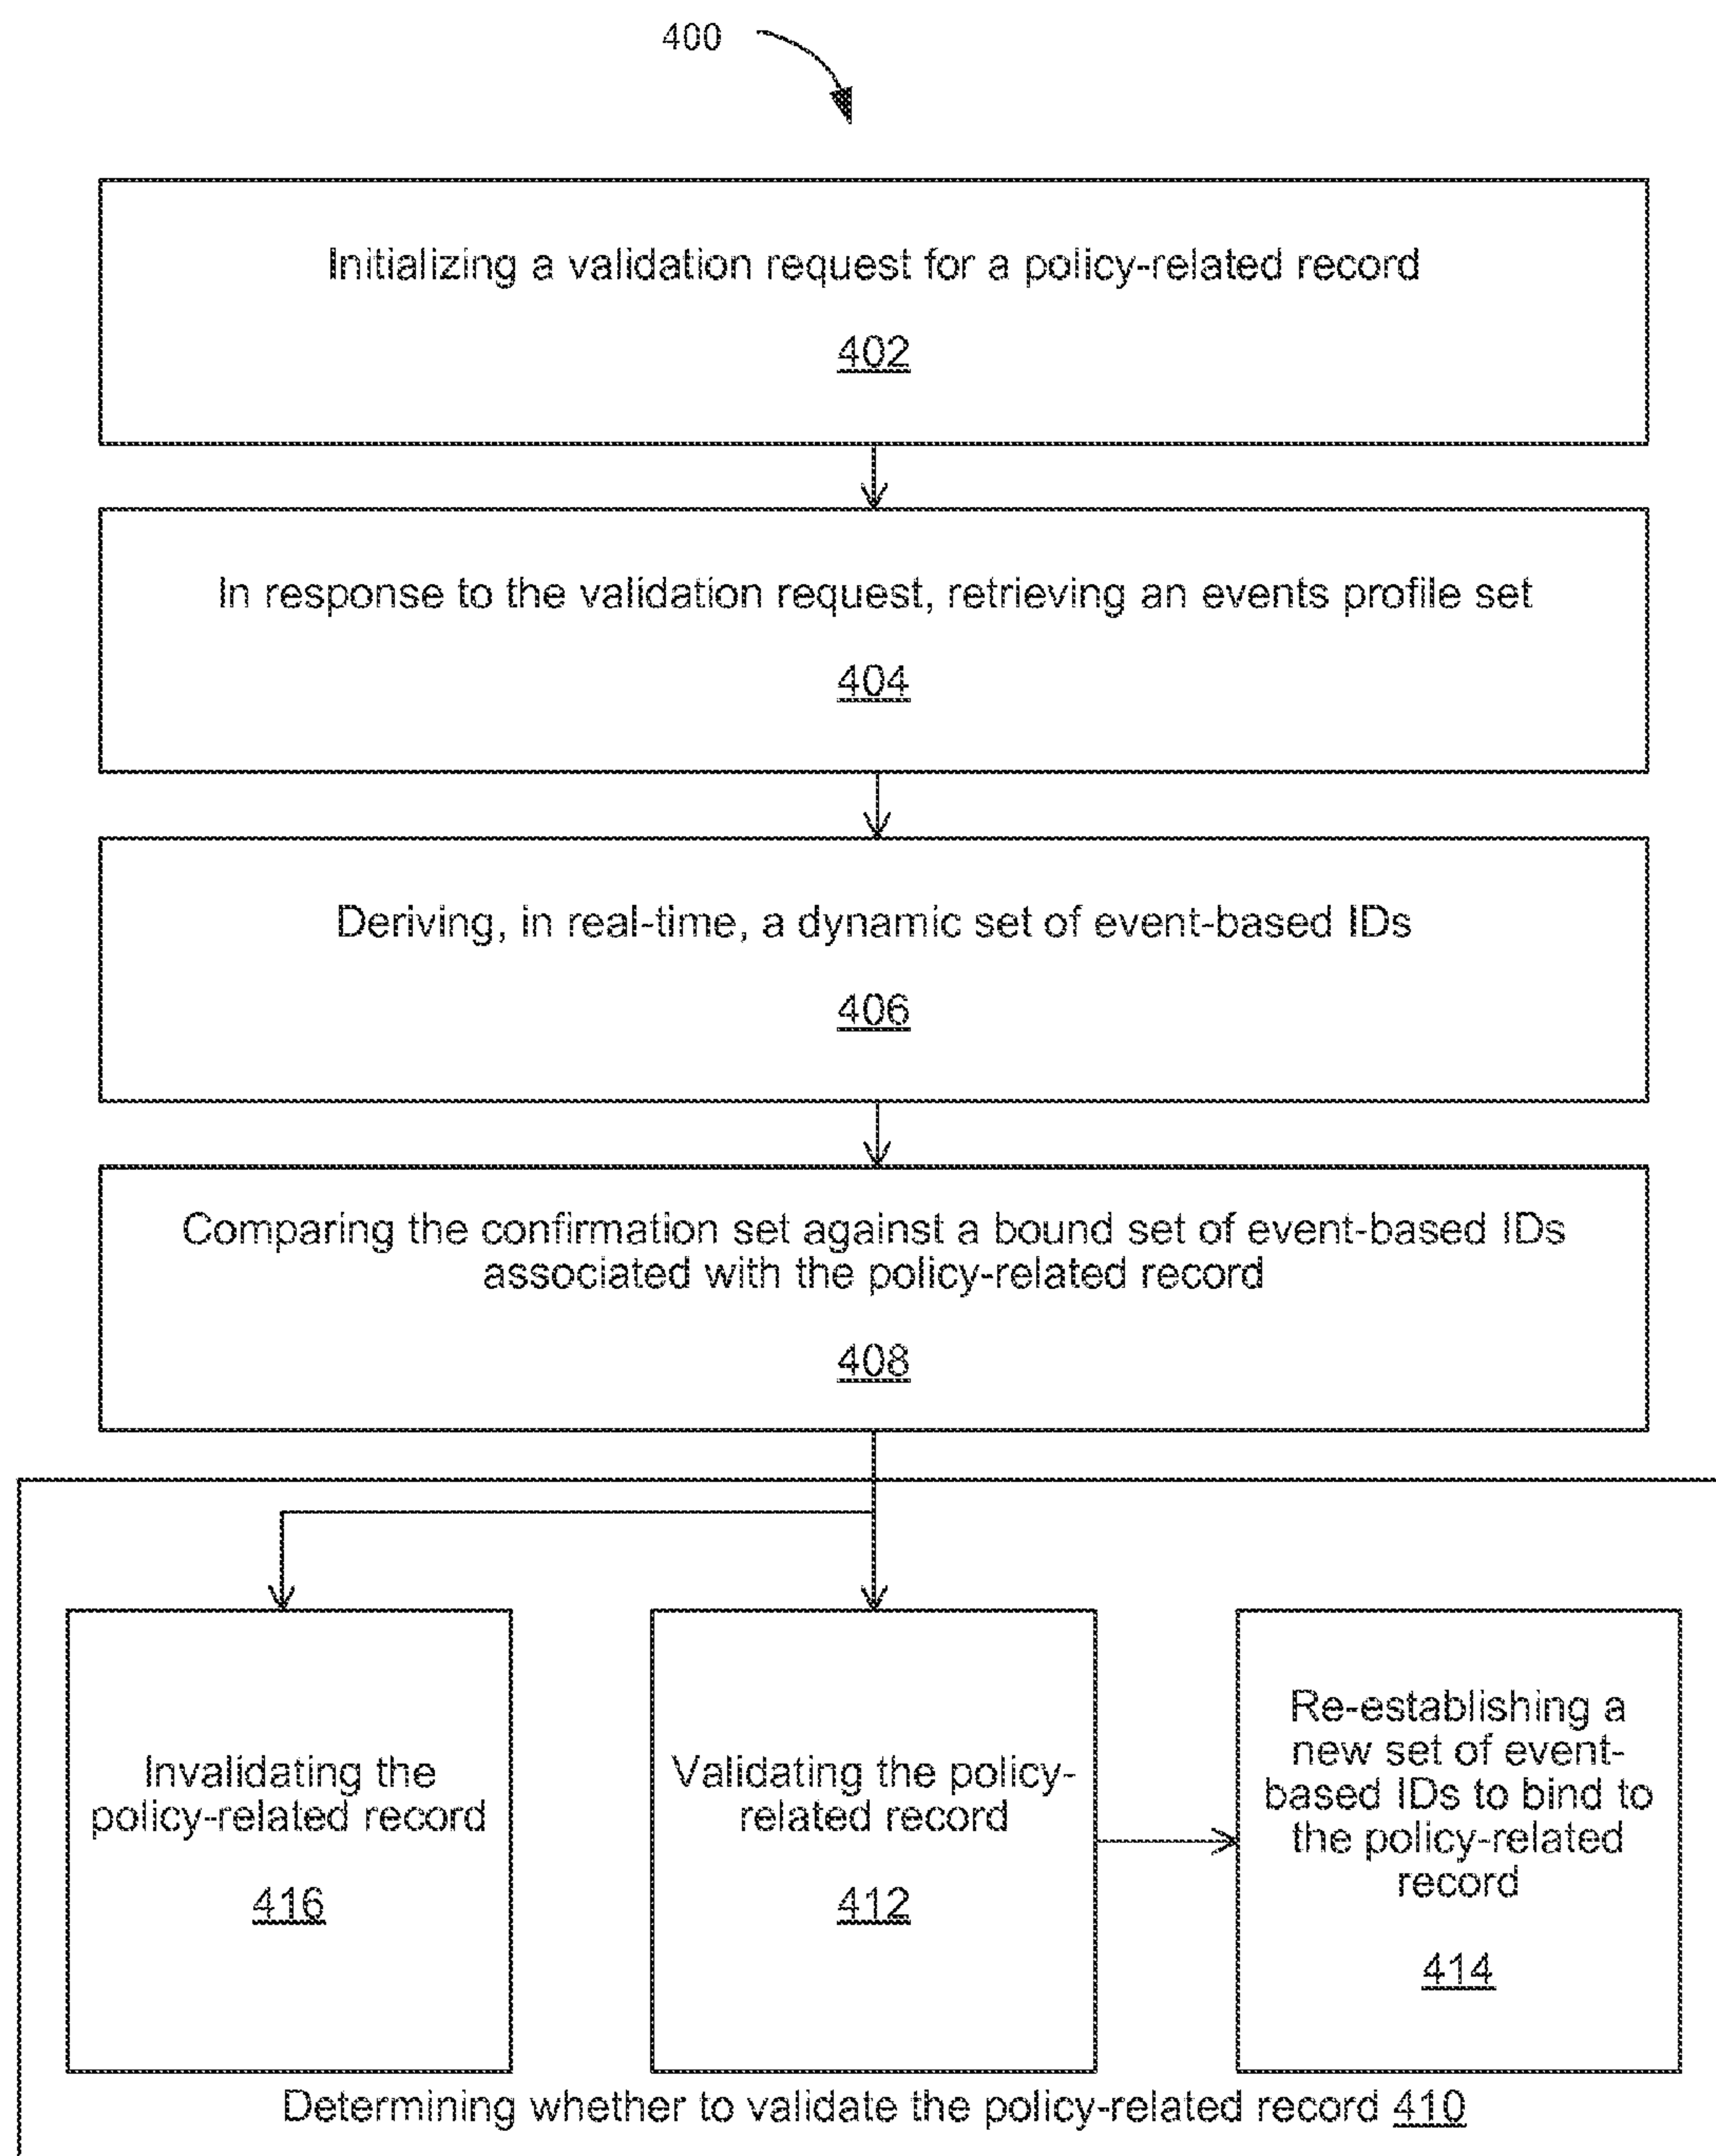 400
Initializing a validation request for a policy-related record
402
In response to the validation request, retrieving an events profile set
404
Deriving, in real-time, a dynamic set of event-based IDs
406
Comparing the confirmation set against a bound set of event-based IDs
associated with the policy-related record
408
Invalidating the
policy-related record
416
Validating the policy-
related record
412
Re-establishing a
new set of event-
based IDs to bind to
the policy-related
record
414
Determining whether to validate the policy-related record 410